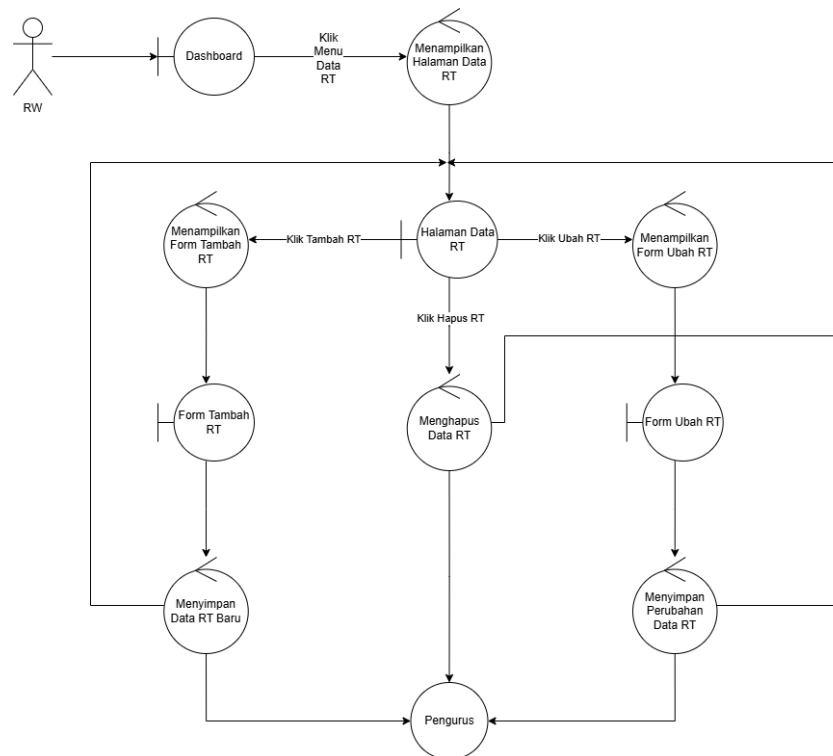 RW
Dashboard
Klik
Menu
Data
RT
Menampilkan
Halaman Data
RT
Menampilkan
Form Tambah
RT
Klik Tambah RT
Halaman Data
RT
Klik Ubah RT
Menampilkan
Form Ubah RT
Klik Hapus RT
Form Tambah
RT
Menghapus
Data RT
Form Ubah RT
Menyimpan
Data RT Baru
Menyimpan
Perubahan
Data RT
Pengurus